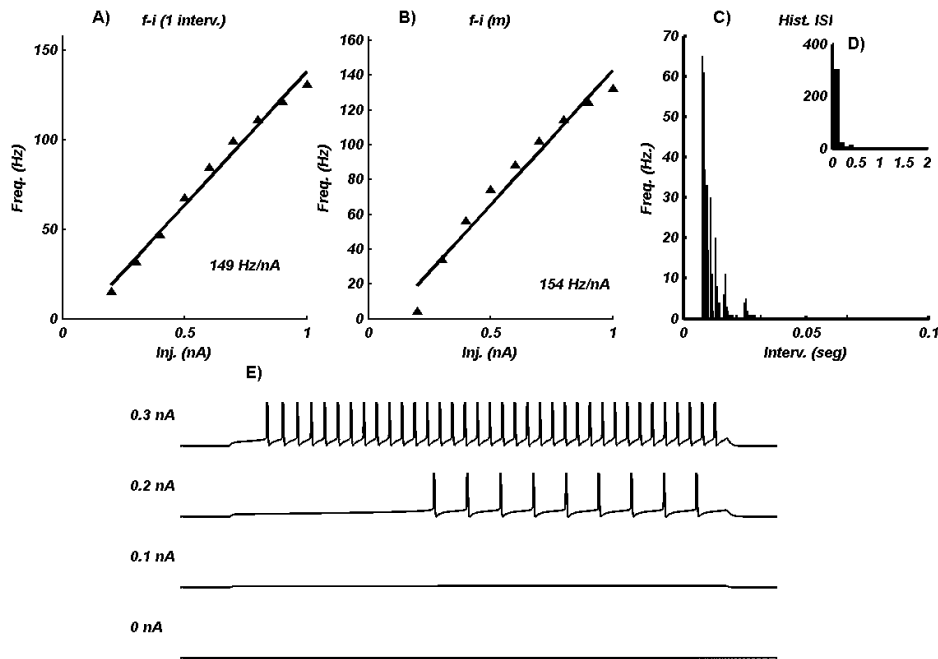 A)
f-i (1 interv.)
150
100
50
0
Freq. (Hz)
149 Hz/nA
0
0.5
1
Inj. (nA)
B)
f-i (m)
160
140
120
100
80
60
40
20
0
Freq. (Hz)
154 Hz/nA
0
0.5
1
Inj. (nA)
C)
Hist. ISI
70
60
50
40
30
20
10
0
Freq. (Hz.)
0
0.05
0.1
Interv. (seg)
D)
400
200
0
0 0.5 1 1.5 2
E)
0.3 nA
0.2 nA
0.1 nA
0 nA